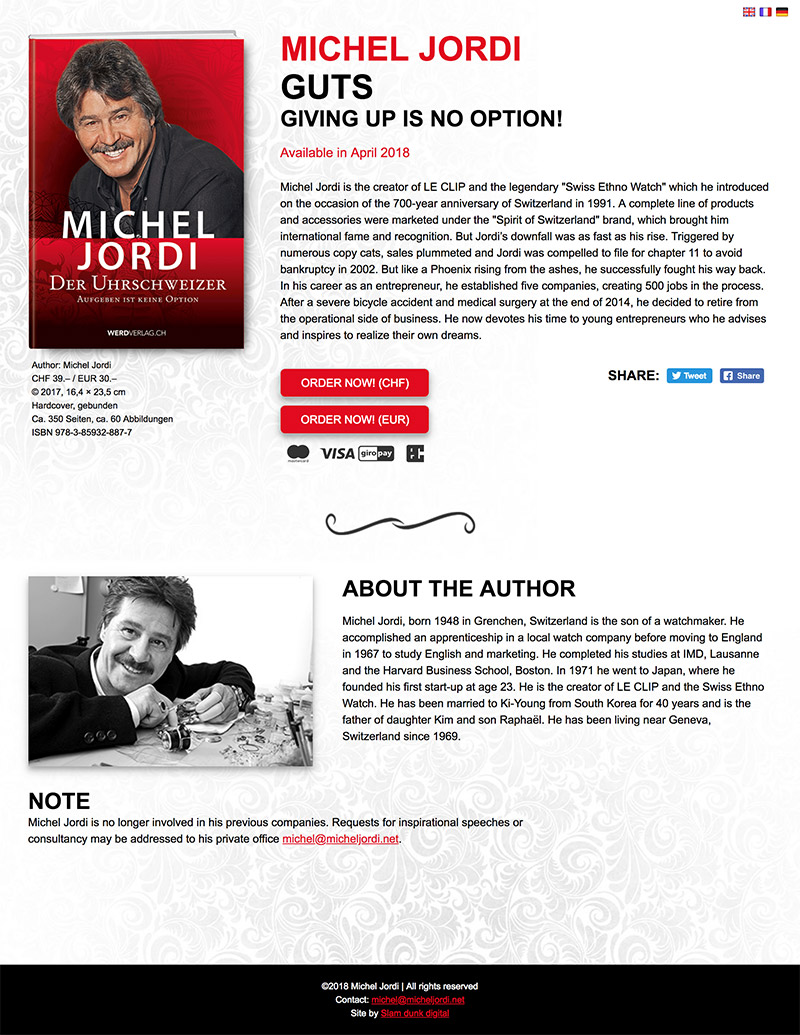 MICHEL JORDI
GUTS
GIVING UP IS NO OPTION!
Available in April 2018
Michel Jordi is the creator of LE CLIP and the legendary "Swiss Ethno Watch" which he introduced
on the occasion of the 700-year anniversary of Switzerland in 1991. A complete line of products
and accessories were marketed under the "Spirit of Switzerland" brand, which brought him
international fame and recognition. But Jordi's downfall was as fast as his rise. Triggered by
numerous copy cats, sales plummeted and Jordi was compelled to file for chapter 11 to avoid
bankruptcy in 2002. But like a Phoenix rising from the ashes, he successfully fought his way back.
In his career as an entrepreneur, he established five companies, creating 500 jobs in the process.
After a severe bicycle accident and medical surgery at the end of 2014, he decided to retire from
the operational side of business. He now devotes his time to young entrepreneurs who he advises
and inspires to realize their own dreams.
MICHEL
JORDI
DER UHRSCHWEIZER
AUFGEBEN IST KEINE OPTION
WERDVERLAG.CH
Author: Michel Jordi
CHF 39.– / EUR 30.–
© 2017, 16,4 × 23,5 cm
Hardcover, gebunden
Ca. 350 Seiten, ca. 60 Abbildungen
ISBN 978-3-85932-887-7
ORDER NOW! (CHF)
ORDER NOW! (EUR)
SHARE: Tweet Share
mastercard VISA giropay
ABOUT THE AUTHOR
Michel Jordi, born 1948 in Grenchen, Switzerland is the son of a watchmaker. He
accomplished an apprenticeship in a local watch company before moving to England
in 1967 to study English and marketing. He completed his studies at IMD, Lausanne
and the Harvard Business School, Boston. In 1971 he went to Japan, where he
founded his first start-up at age 23. He is the creator of LE CLIP and the Swiss Ethno
Watch. He has been married to Ki-Young from South Korea for 40 years and is the
father of daughter Kim and son Raphaël. He has been living near Geneva,
Switzerland since 1969.
NOTE
Michel Jordi is no longer involved in his previous companies. Requests for inspirational speeches or
consultancy may be addressed to his private office michel@micheljordi.net.
©2018 Michel Jordi | All rights reserved
Contact: michel@micheljordi.net
Site by Slam dunk digital